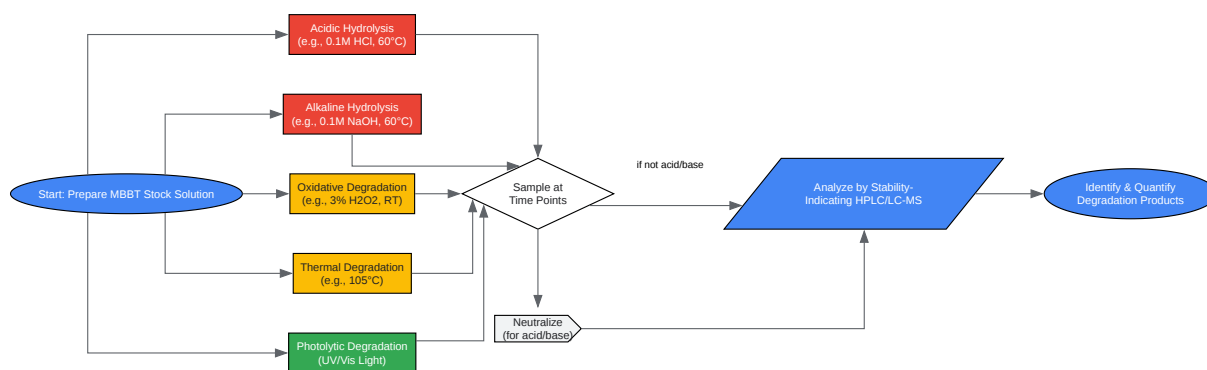 Acidic Hydrolysis
(e.g., 0.1M HCl, 60°C)
Alkaline Hydrolysis
(e.g., 0.1M NaOH, 60°C)
if not acid/base
Start: Prepare MBBT Stock Solution
Oxidative Degradation
(e.g., 3% H2O2, RT)
Sample at
Time Points
Analyze by Stability-
Indicating HPLC/LC-MS
Identify & Quantify
Degradation Products
Thermal Degradation
(e.g., 105°C)
Neutralize
(for acid/base)
Photolytic Degradation
(UV/Vis Light)